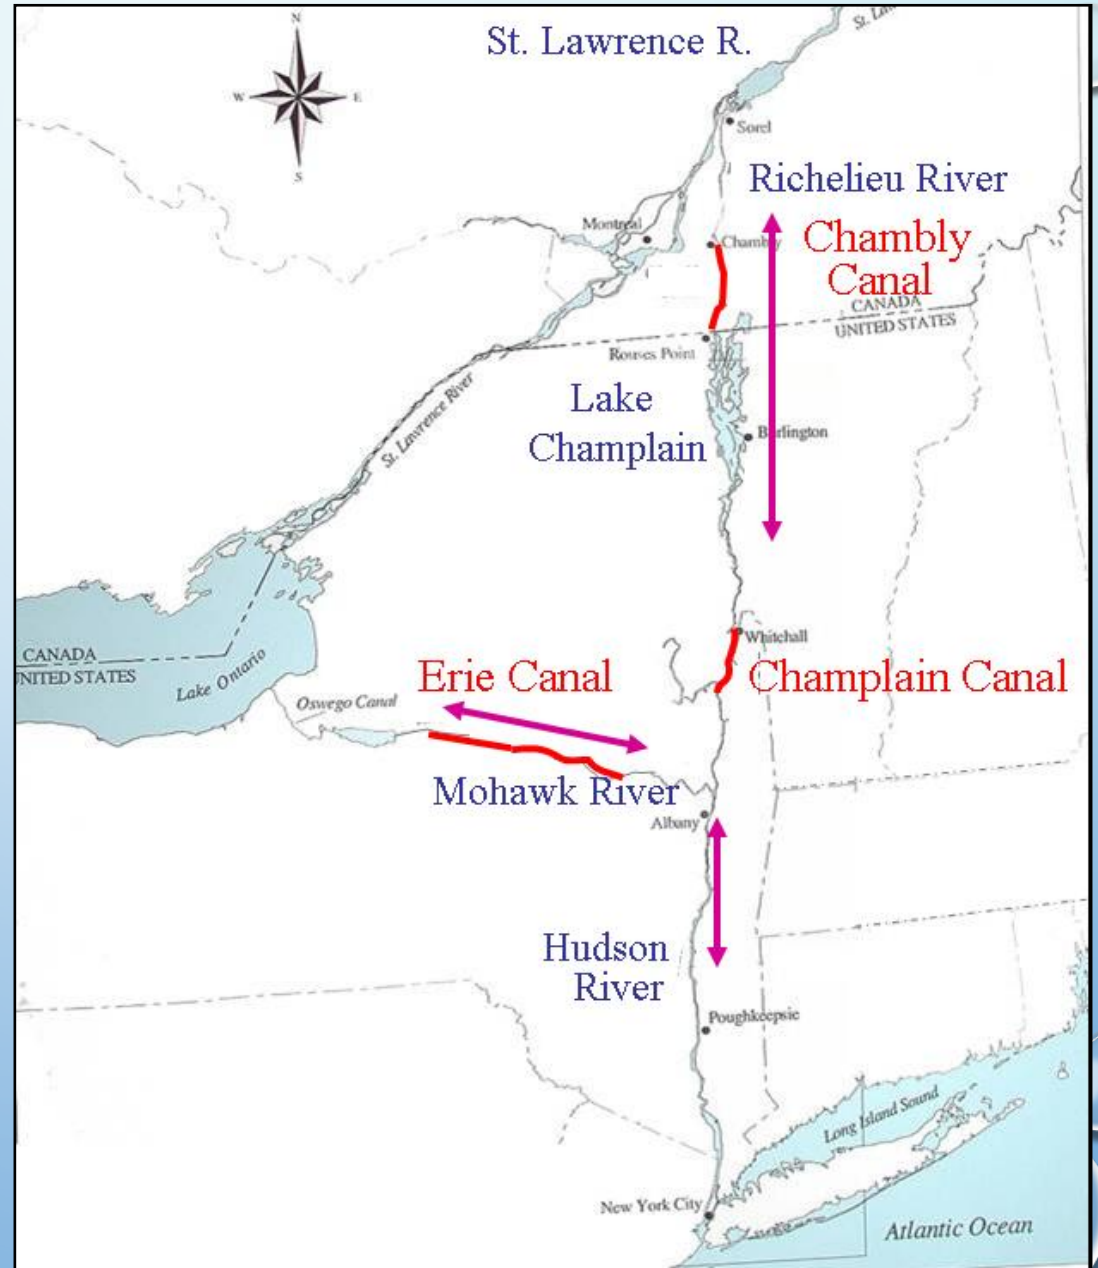 N
St. Lawrence R.
W
E
S
Sorel
Richelieu River
Montreal
Chambly
Chambly
Canal
CANADA
UNITED STATES
Rouses Point
Lake
Champlain
St. Lawrence River
Burlington
Whitchall
CANADA
UNITED STATES
Lake Ontario
Erie Canal
Champlain Canal
Oswego Canal
Mohawk River
Albany
Hudson
River
Poughkeepsie
Long Island Sound
New York City
Atlantic Ocean